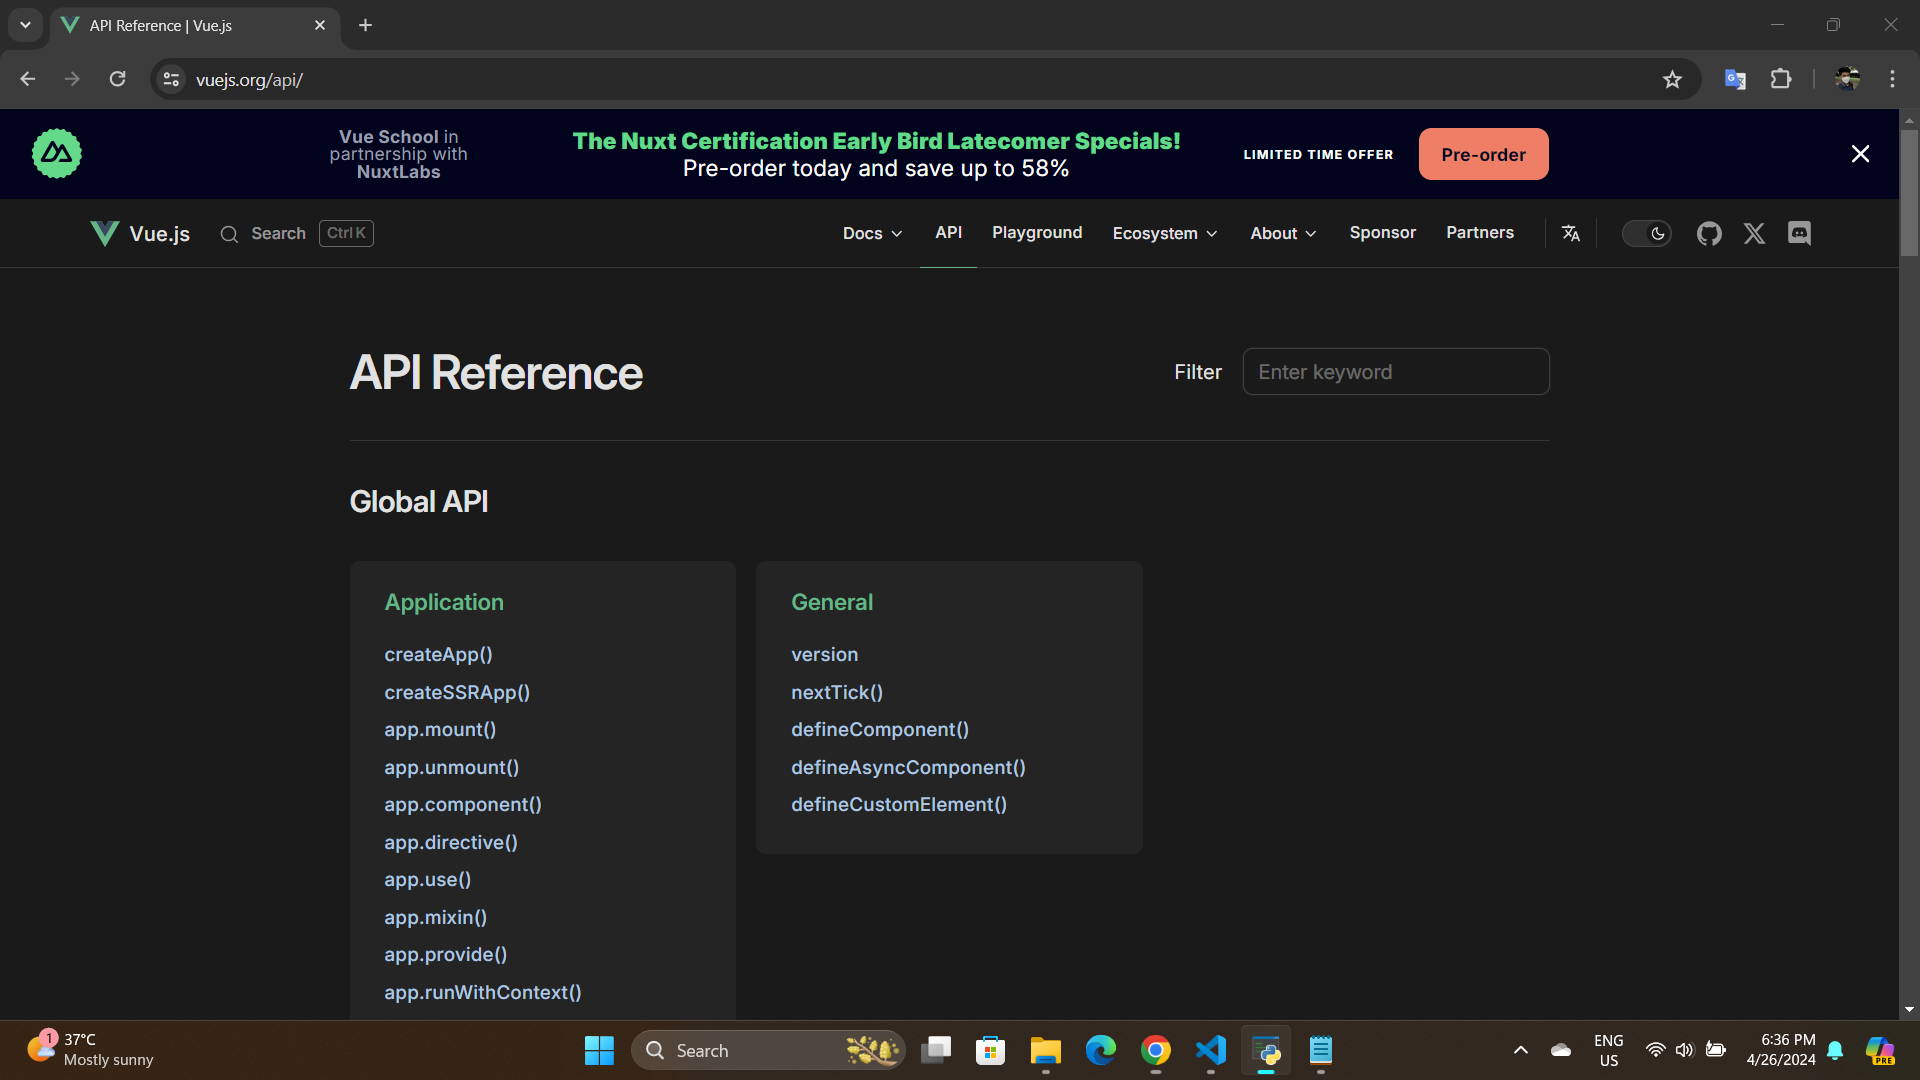 API Reference | Vue.js
vuejs.org/api/
Vue School in
partnership with
NuxtLabs
The Nuxt Certification Early Bird Latecomer Specials!
Pre-order today and save up to 58%
LIMITED TIME OFFER
Pre-order
Vue.js
Search
Ctrl K
Docs
API
Playground
Ecosystem
About
Sponsor
Partners
API Reference
Filter
Enter keyword
Global API
Application
createApp()
createSSRApp()
app.mount()
app.unmount()
app.component()
app.directive()
app.use()
app.mixin()
app.provide()
app.runWithContext()
General
version
nextTick()
defineComponent()
defineAsyncComponent()
defineCustomElement()
1
37°C
Mostly sunny
Search
ENG
US
6:36 PM
4/26/2024
PRE